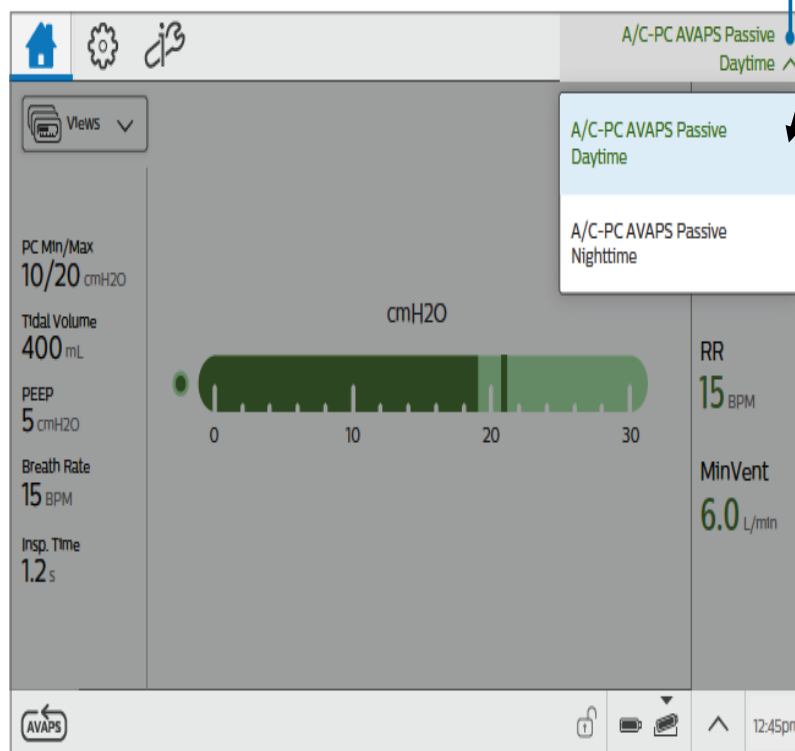 A/C-PC AVAPS Passive
Daytime
Views
A/C-PC AVAPS Passive
Daytime
A/C-PC AVAPS Passive
Nighttime
PC Min/Max
10/20 cmH2O
Tidal Volume
400 mL
PEEP
5 cmH2O
Breath Rate
15 BPM
Insp. Time
1.2 s
cmH2O
0 10 20 30
RR
15 BPM
MinVent
6.0 L/min
AVAPS
12:45pm